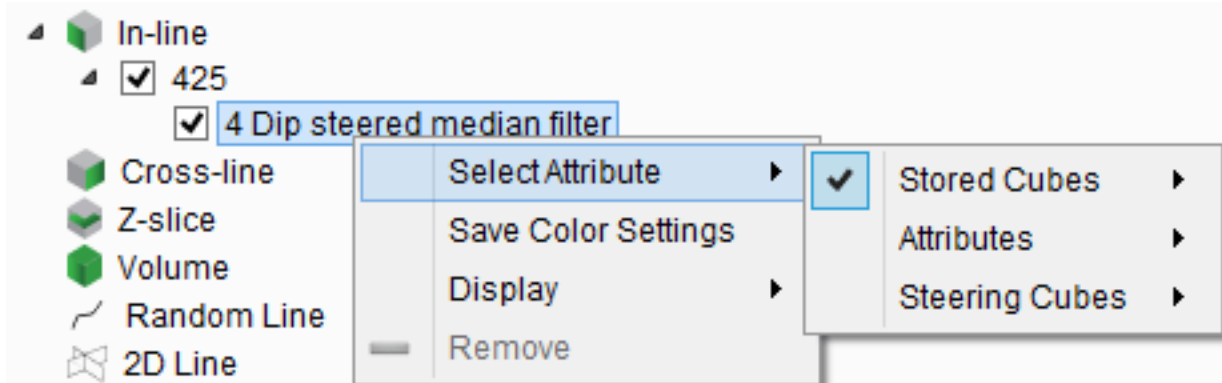 In-line
425
4 Dip steered median filter
Cross-line
Z-slice
Volume
Random Line
2D Line
Select Attribute
Save Color Settings
Display
Remove
Stored Cubes
Attributes
Steering Cubes